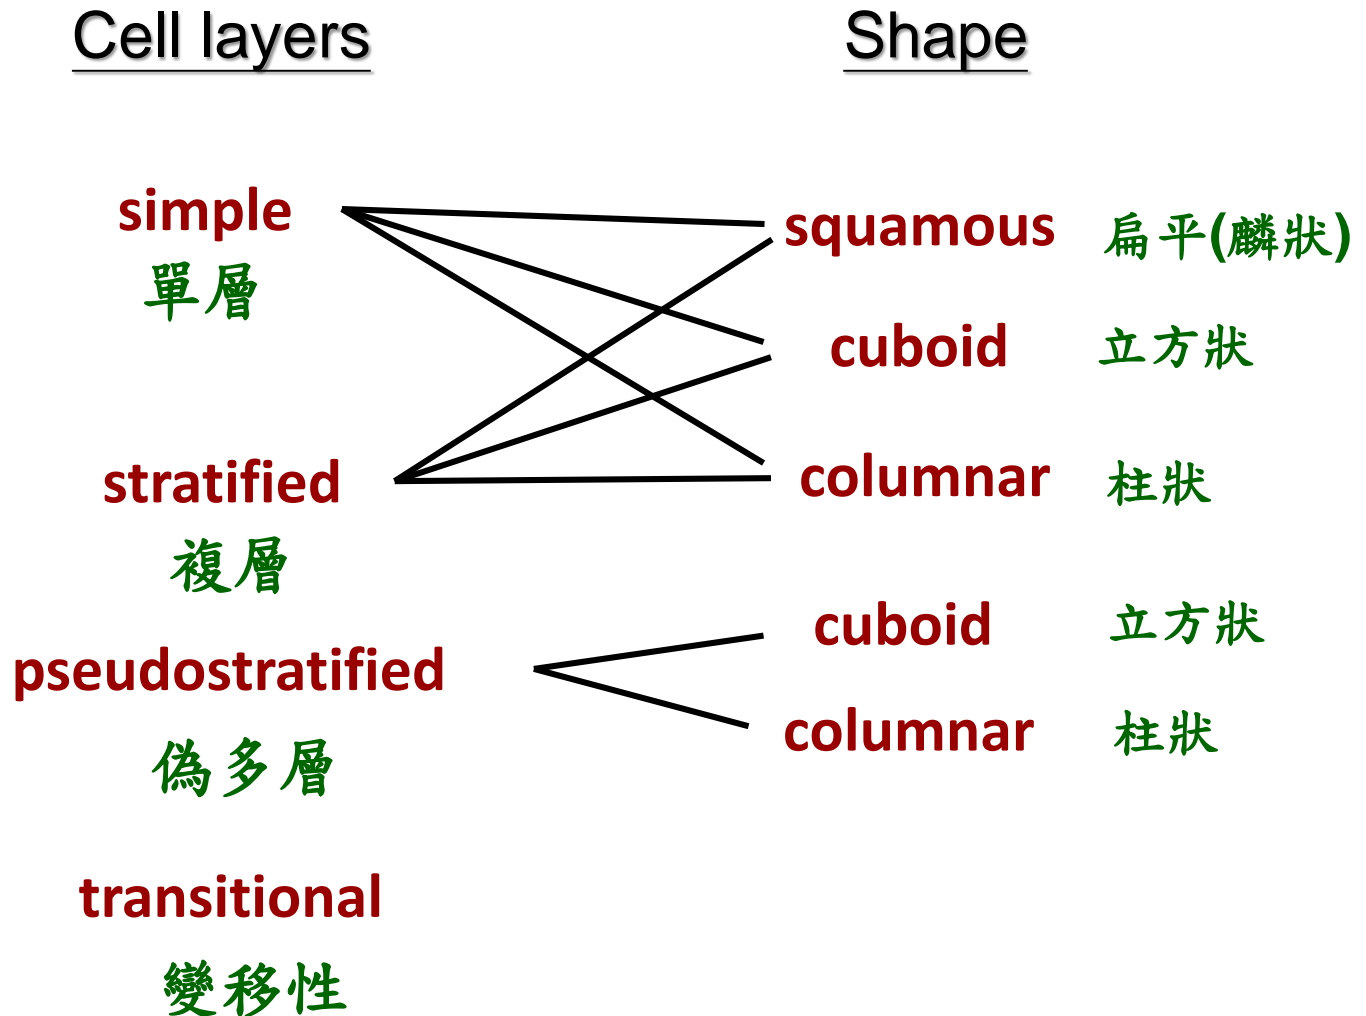 Cell layers
Shape
simple
單層
squamous 扁平(麟狀)
cuboid 立方狀
stratified
複層
columnar 柱狀
pseudostratified
偽多層
cuboid 立方狀
columnar 柱狀
transitional
變移性